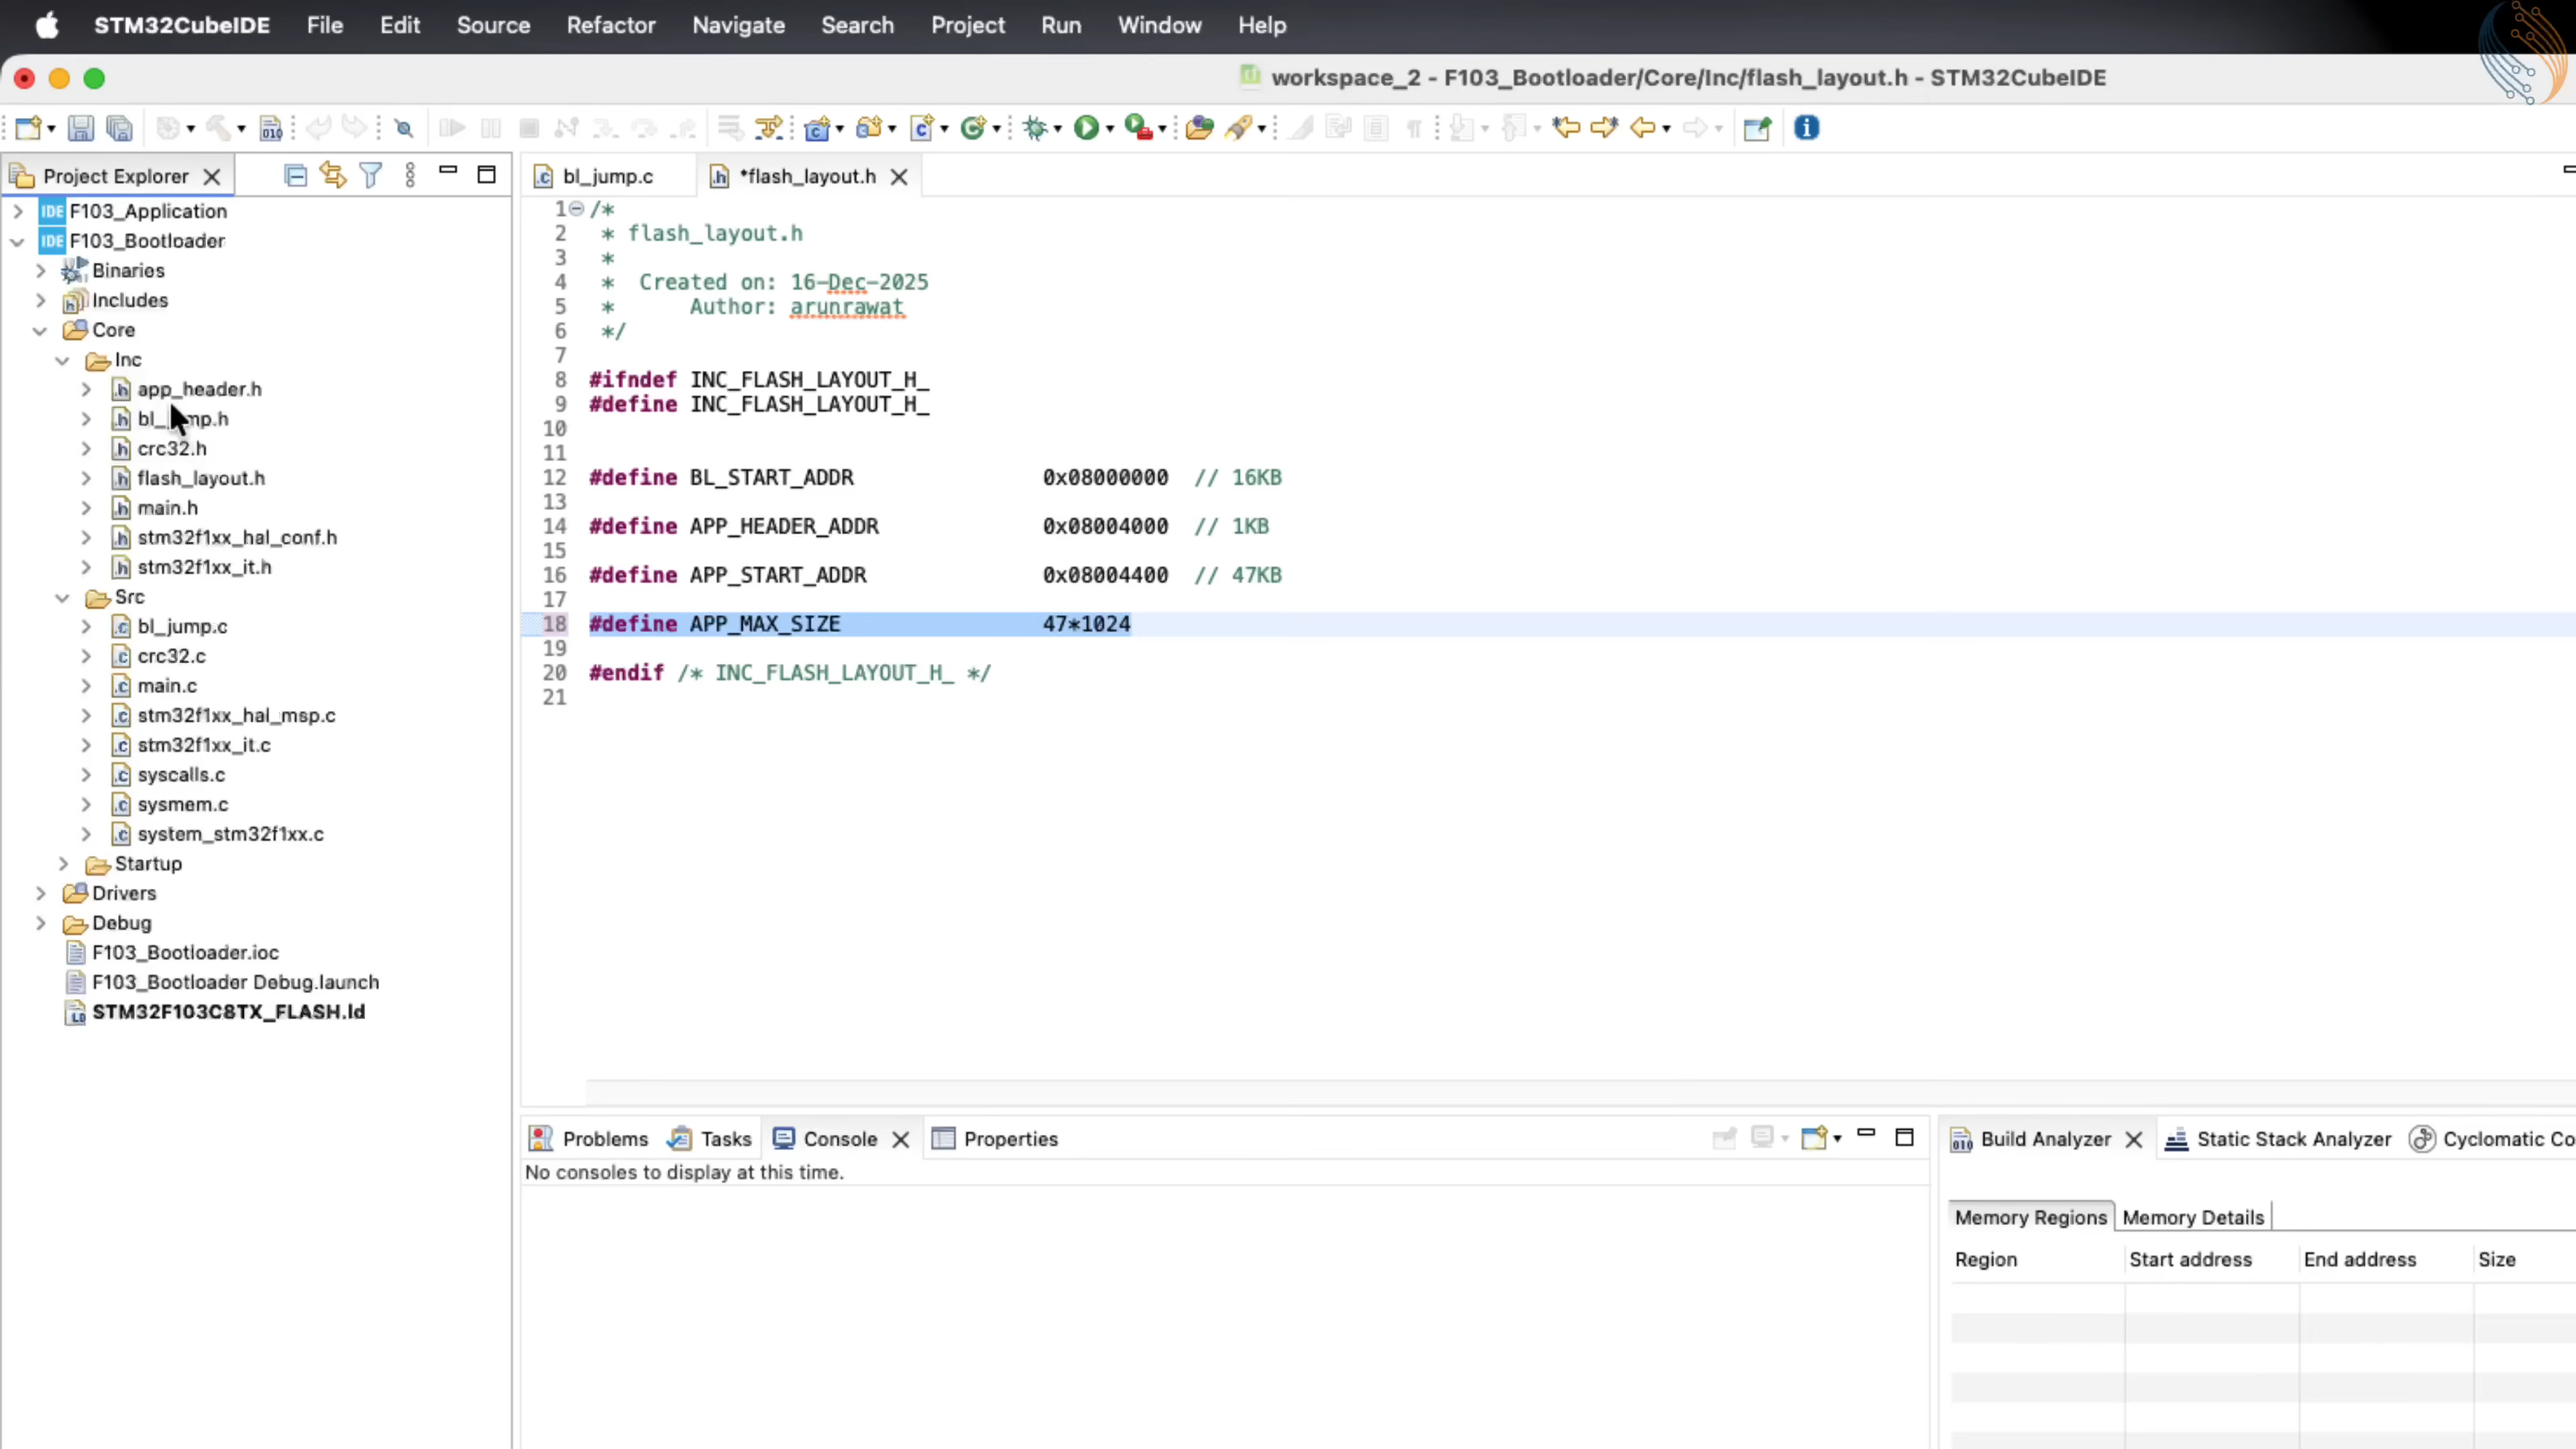 STM32CubeIDE File Edit Source Refactor Navigate Search Project Run Window Help
workspace_2 - F103_Bootloader/Core/Inc/flash_layout.h - STM32CubeIDE
Project Explorer
F103_Application
F103_Bootloader
Binaries
Includes
Core
Inc
app_header.h
crc32.h
flash_layout.h
main.h
stm32f1xx_hal_conf.h
stm32f1xx_it.h
Src
bl_jump.c
crc32.c
main.c
stm32f1xx_hal_msp.c
stm32f1xx_it.c
syscalls.c
sysmem.c
system_stm32f1xx.c
Startup
Drivers
Debug
F103_Bootloader.ioc
F103_Bootloader Debug.launch
STM32F103C8TX_FLASH.ld
bl_jump.c *flash_layout.h
1 /*
2 * flash_layout.h
3 *
4 * Created on: 16-Dec-2025
5 * Author: arunrawat
6 */
7
8 #ifndef INC_FLASH_LAYOUT_H_
9 #define INC_FLASH_LAYOUT_H_
10
11
12 #define BL_START_ADDR 0x08000000 // 16KB
13
14 #define APP_HEADER_ADDR 0x08004000 // 1KB
15
16 #define APP_START_ADDR 0x08004400 // 47KB
17
18 #define APP_MAX_SIZE 47*1024
19
20 #endif /* INC_FLASH_LAYOUT_H_ */
21
Problems Tasks Console Properties
No consoles to display at this time.
Build Analyzer Static Stack Analyzer Cyclomatic Co
Memory Regions Memory Details
Region Start address End address Size